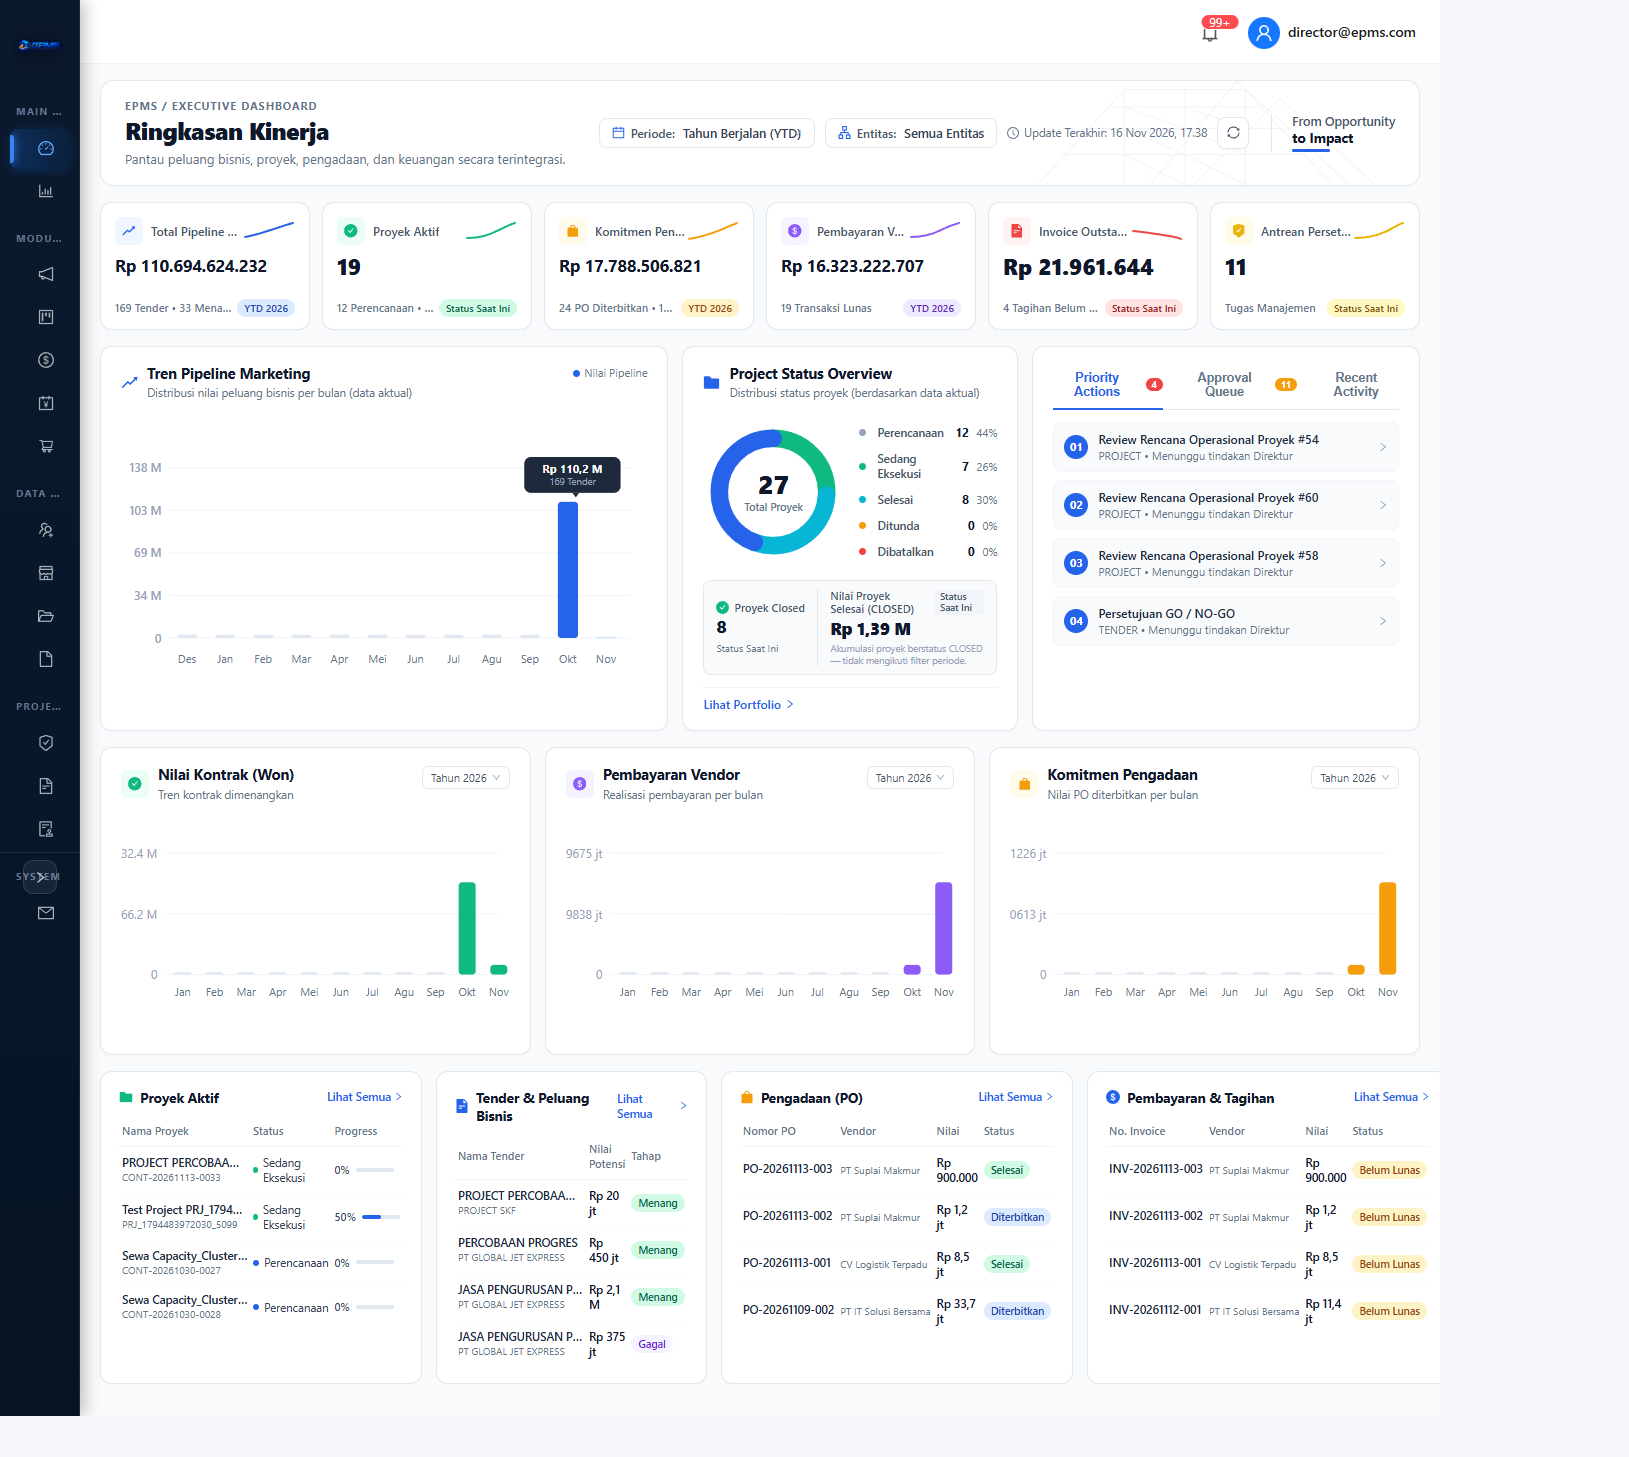 EPMS
99+
director@epms.com
MAIN ...
MODU...
DATA ...
PROJE...
SYSTEM
EPMS / EXECUTIVE DASHBOARD
Ringkasan Kinerja
Pantau peluang bisnis, proyek, pengadaan, dan keuangan secara terintegrasi.
Periode: Tahun Berjalan (YTD)
Entitas: Semua Entitas
Update Terakhir: 16 Nov 2026, 17.38
From Opportunity
to Impact
Total Pipeline ...
Rp 110.694.624.232
169 Tender • 33 Mena...
YTD 2026
Proyek Aktif
19
12 Perencanaan • ...
Status Saat Ini
Komitmen Pen...
Rp 17.788.506.821
24 PO Diterbitkan • 1...
YTD 2026
Pembayaran V...
Rp 16.323.222.707
19 Transaksi Lunas
YTD 2026
Invoice Outsta...
Rp 21.961.644
4 Tagihan Belum ...
Status Saat Ini
Antrean Perset...
11
Tugas Manajemen
Status Saat Ini
Tren Pipeline Marketing
Distribusi nilai peluang bisnis per bulan (data aktual)
Nilai Pipeline
138 M
103 M
69 M
34 M
0
Rp 110,2 M
169 Tender
Des Jan Feb Mar Apr Mei Jun Jul Agu Sep Okt Nov
Project Status Overview
Distribusi status proyek (berdasarkan data aktual)
27
Total Proyek
Perencanaan 12 44%
Sedang
Eksekusi
7 26%
Selesai 8 30%
Ditunda 0 0%
Dibatalkan 0 0%
Proyek Closed
8
Status Saat Ini
Nilai Proyek
Selesai (CLOSED)
Status
Saat Ini
Rp 1,39 M
Akumulasi proyek berstatus CLOSED
— tidak mengikuti filter periode.
Lihat Portfolio
Priority
Actions
4
Approval
Queue
11
Recent
Activity
01
Review Rencana Operasional Proyek #54
PROJECT • Menunggu tindakan Direktur
02
Review Rencana Operasional Proyek #60
PROJECT • Menunggu tindakan Direktur
03
Review Rencana Operasional Proyek #58
PROJECT • Menunggu tindakan Direktur
04
Persetujuan GO / NO-GO
TENDER • Menunggu tindakan Direktur
Nilai Kontrak (Won)
Tren kontrak dimenangkan
Tahun 2026
32.4 M
66.2 M
0
Jan Feb Mar Apr Mei Jun Jul Agu Sep Okt Nov
Pembayaran Vendor
Realisasi pembayaran per bulan
Tahun 2026
9675 jt
9838 jt
0
Jan Feb Mar Apr Mei Jun Jul Agu Sep Okt Nov
Komitmen Pengadaan
Nilai PO diterbitkan per bulan
Tahun 2026
1226 jt
0613 jt
0
Jan Feb Mar Apr Mei Jun Jul Agu Sep Okt Nov
Proyek Aktif
Lihat Semua
Nama Proyek Status Progress
PROJECT PERCOBAA...
CONT-20261113-0033
Sedang
Eksekusi
0%
Test Project PRJ_1794...
PRJ_1794483972030_5099
Sedang
Eksekusi
50%
Sewa Capacity_Cluster...
CONT-20261030-0027
Perencanaan
0%
Sewa Capacity_Cluster...
CONT-20261030-0028
Perencanaan
0%
Tender & Peluang
Bisnis
Lihat
Semua
Nama Tender
Nilai
Potensi
Tahap
PROJECT PERCOBAA...
PROJECT SKF
Rp 20
jt
Menang
PERCOBAAN PROGRES
PT GLOBAL JET EXPRESS
Rp
450 jt
Menang
JASA PENGURUSAN P...
PT GLOBAL JET EXPRESS
Rp 2,1
M
Menang
JASA PENGURUSAN P...
PT GLOBAL JET EXPRESS
Rp 375
jt
Gagal
Pengadaan (PO)
Lihat Semua
Nomor PO Vendor Nilai Status
PO-20261113-003
PT Suplai Makmur
Rp
900.000
Selesai
PO-20261113-002
PT Suplai Makmur
Rp 1,2
jt
Diterbitkan
PO-20261113-001
CV Logistik Terpadu
Rp 8,5
jt
Selesai
PO-20261109-002
PT IT Solusi Bersama
Rp 33,7
jt
Diterbitkan
Pembayaran & Tagihan
Lihat Semua
No. Invoice Vendor Nilai Status
INV-20261113-003
PT Suplai Makmur
Rp
900.000
Belum Lunas
INV-20261113-002
PT Suplai Makmur
Rp 1,2
jt
Belum Lunas
INV-20261113-001
CV Logistik Terpadu
Rp 8,5
jt
Belum Lunas
INV-20261112-001
PT IT Solusi Bersama
Rp 11,4
jt
Belum Lunas